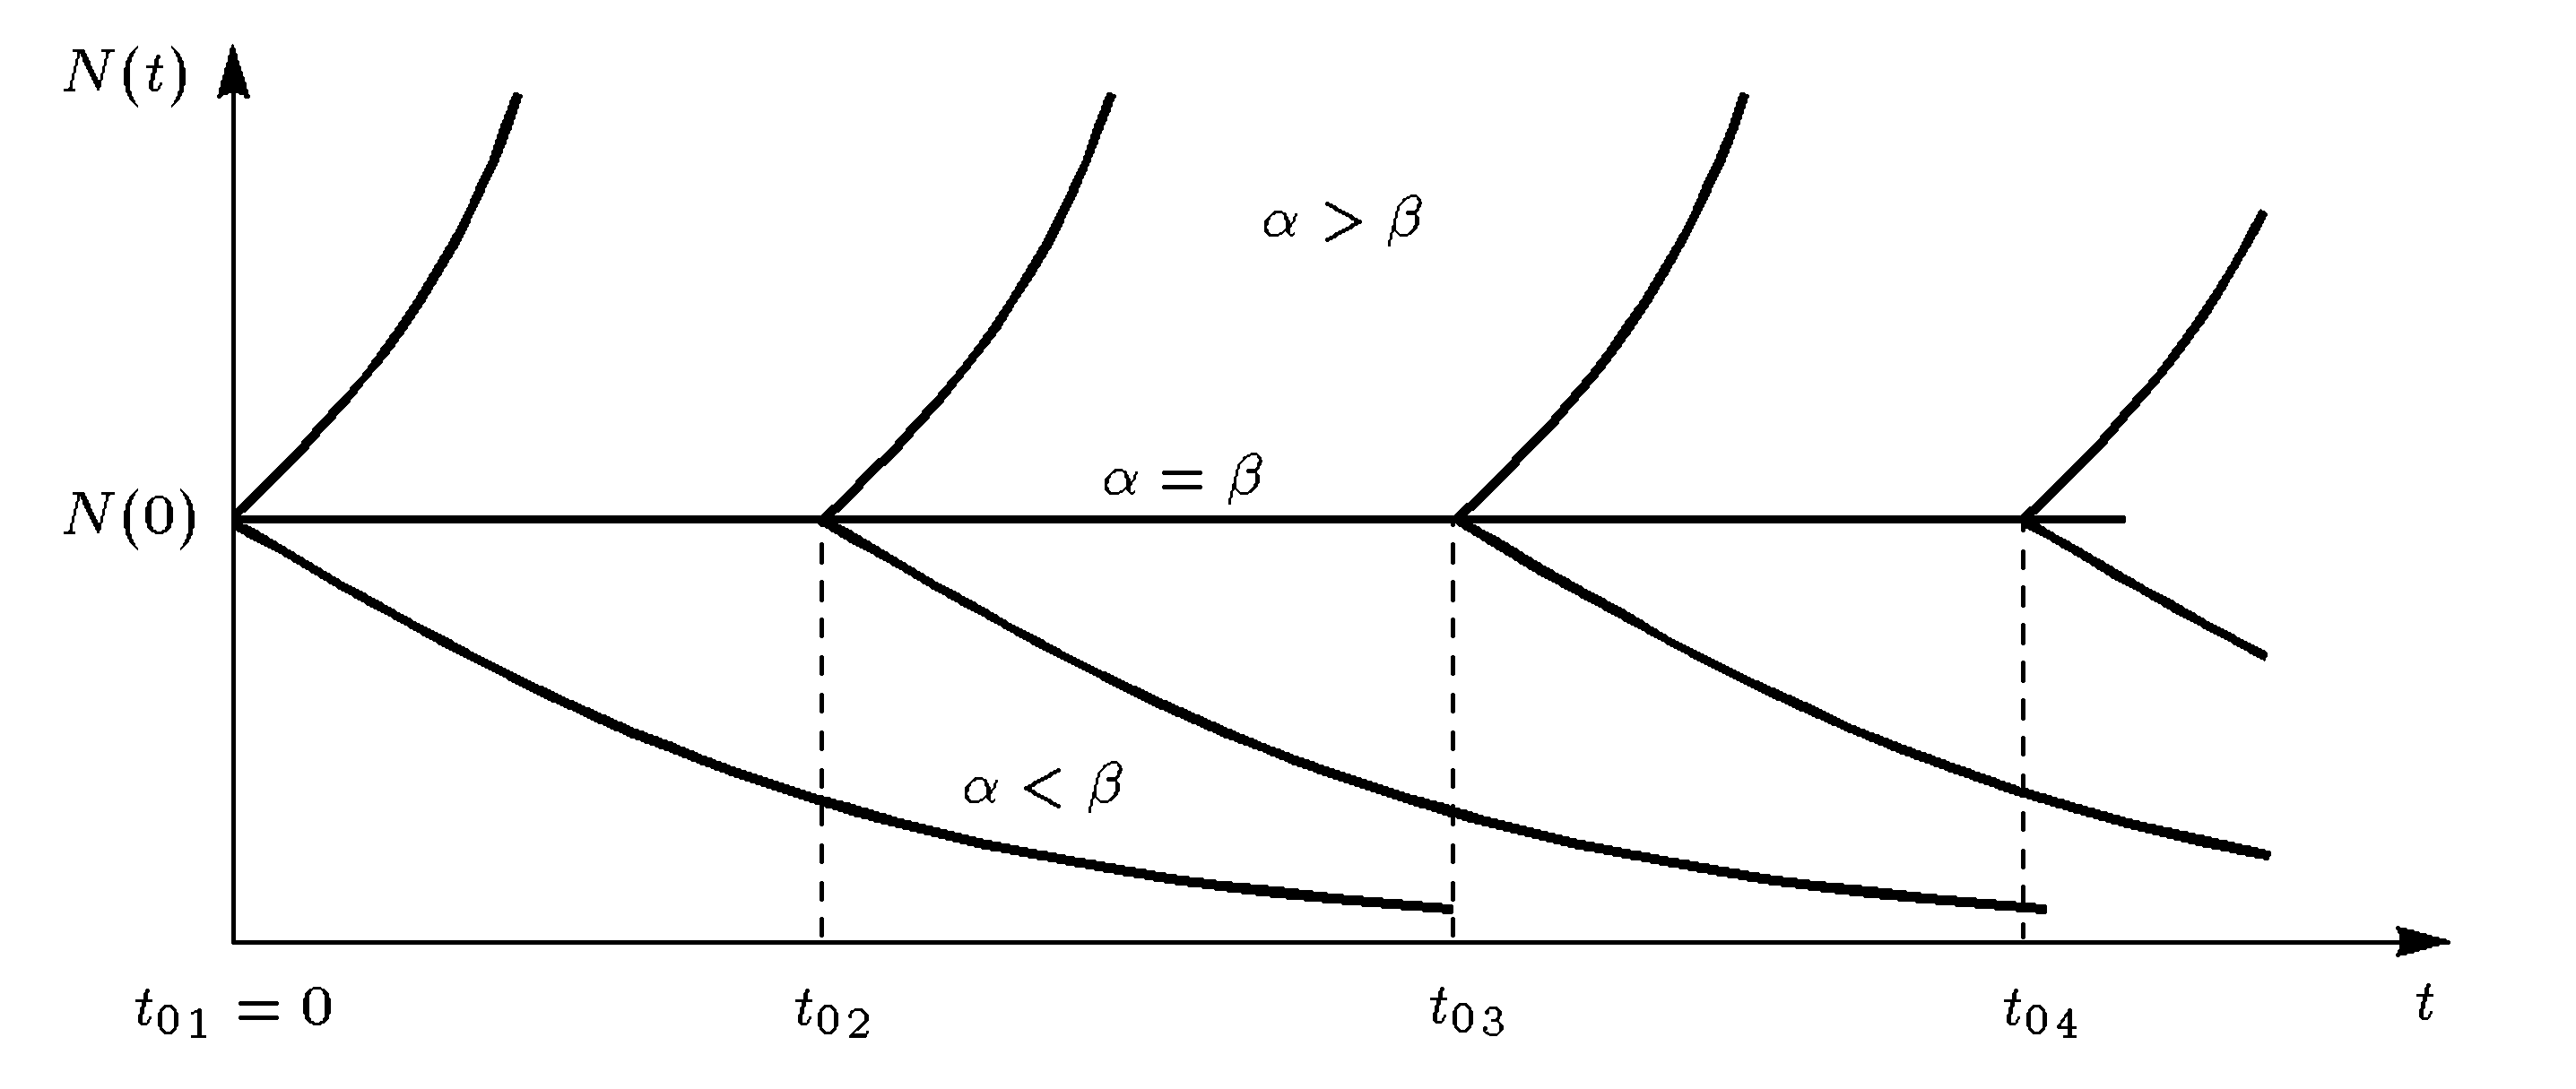 N(t)
α > β
α = β
N(0)
α < β
t₀₁ = 0 t₀₂ t₀₃ t₀₄ t